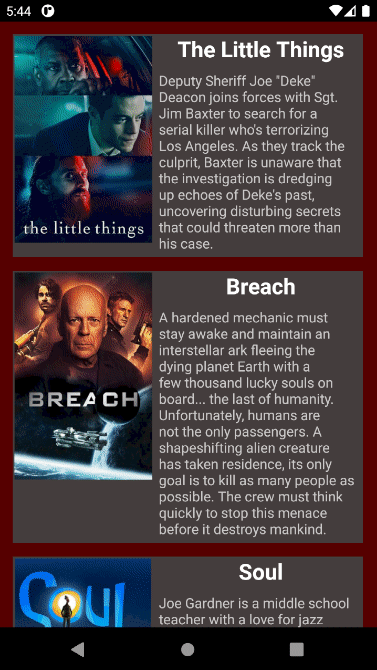 5:44
The Little Things
Deputy Sheriff Joe "Deke"
Deacon joins forces with Sgt.
Jim Baxter to search for a
serial killer who's terrorizing
Los Angeles. As they track the
culprit, Baxter is unaware that
the investigation is dredging
up echoes of Deke's past,
uncovering disturbing secrets
that could threaten more than
his case.
the little things
Breach
A hardened mechanic must
stay awake and maintain an
interstellar ark fleeing the
dying planet Earth with a
few thousand lucky souls on
board... the last of humanity.
Unfortunately, humans are
not the only passengers. A
shapeshifting alien creature
has taken residence, its only
goal is to kill as many people as
possible. The crew must think
quickly to stop this menace
before it destroys mankind.
BREACH
Soul
Joe Gardner is a middle school
teacher with a love for jazz
Soul